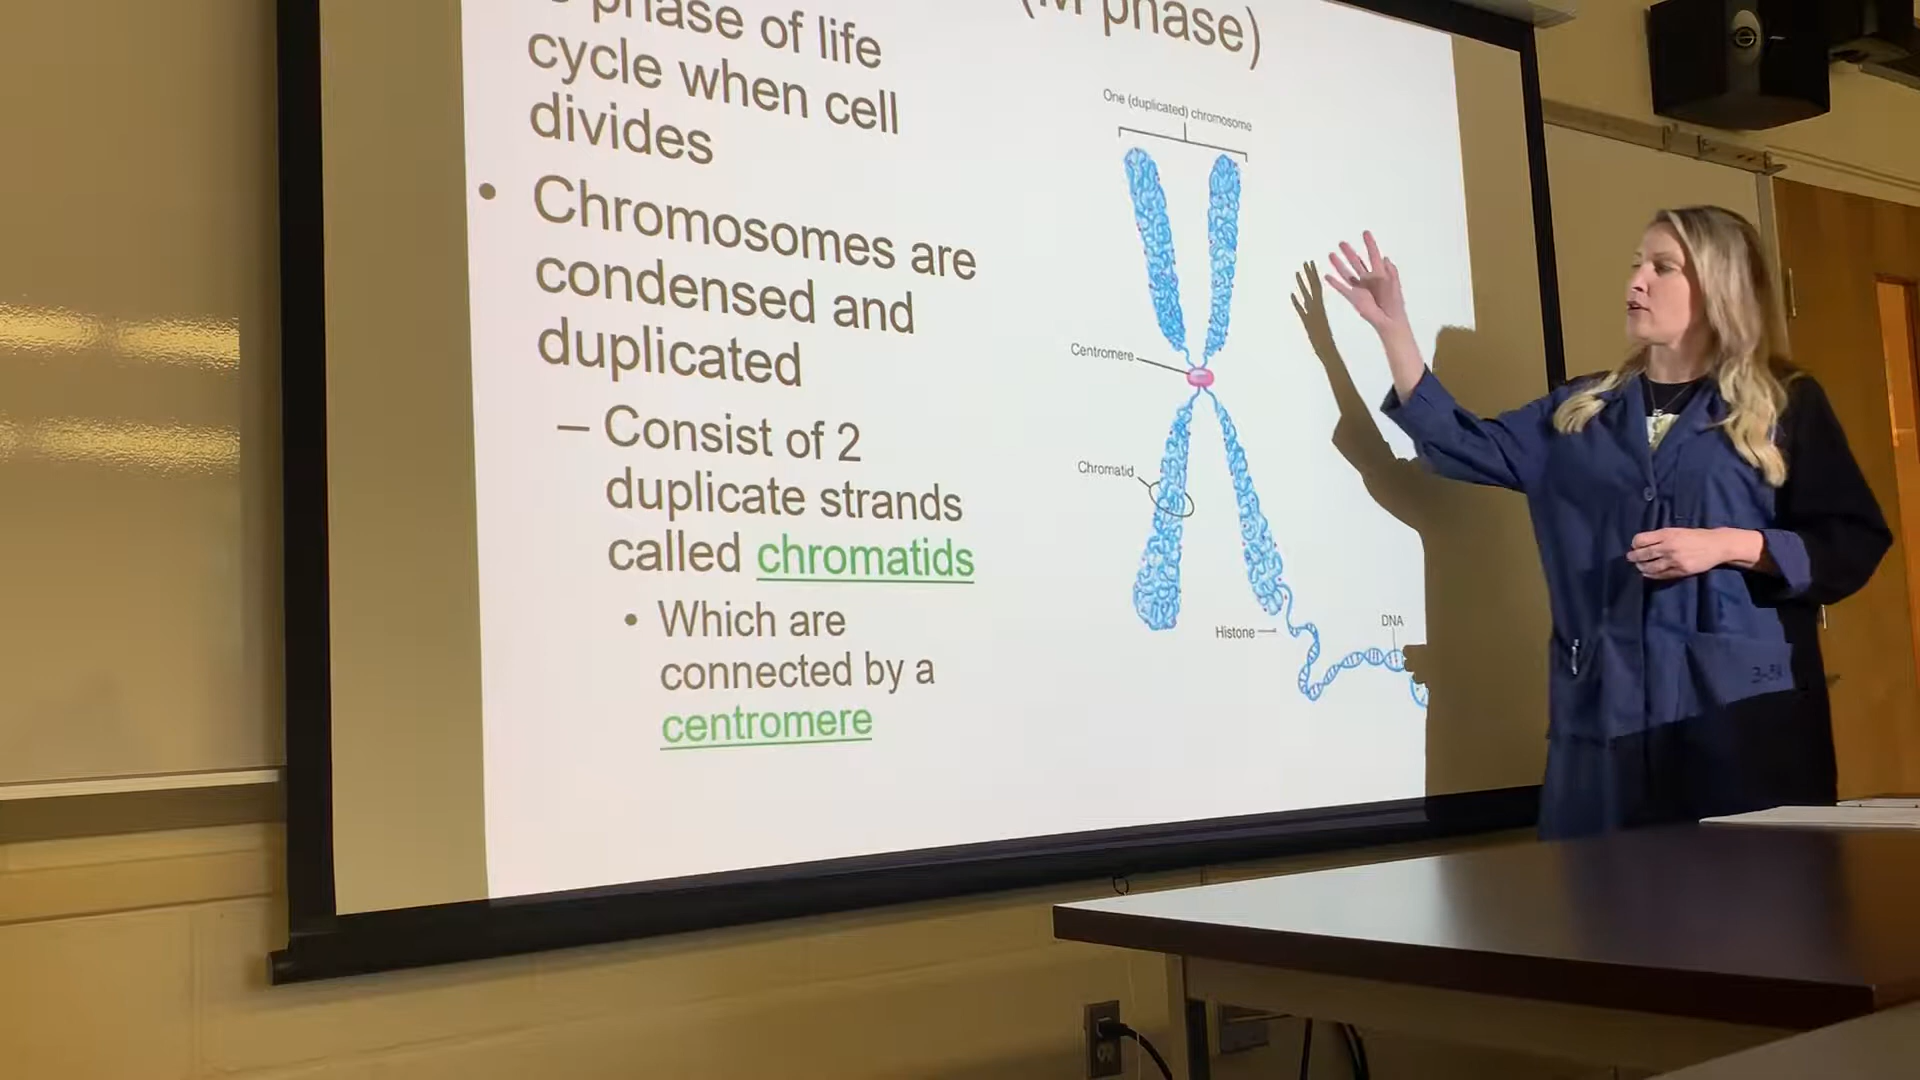 phase of life
(M phase)
cycle when cell
divides
• Chromosomes are
condensed and
duplicated
– Consist of 2
duplicate strands
called chromatids
• Which are
connected by a
centromere
One (duplicated) chromosome
Centromere
Chromatid
Histone
DNA